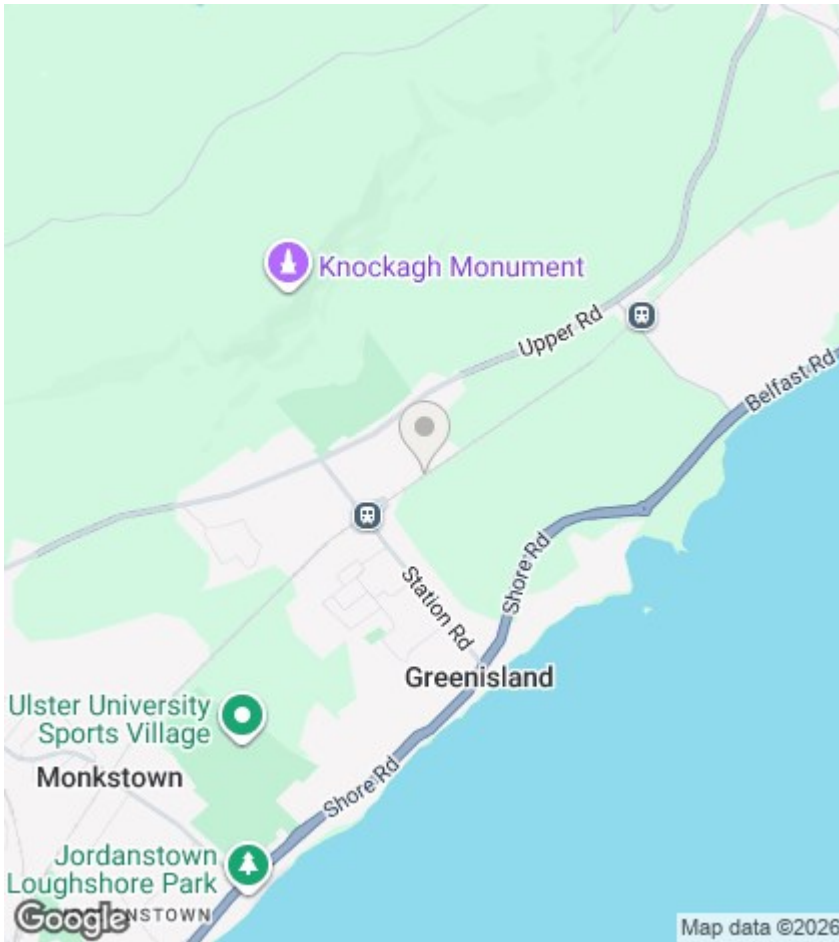 Knockagh Monument
Upper Rd
Belfast Rd
Shore Rd
Station Rd
Greenisland
Ulster University
Sports Village
Monkstown
Shore Rd
Jordanstown
Loughshore Park
NSTOWN
Google
Map data ©2026